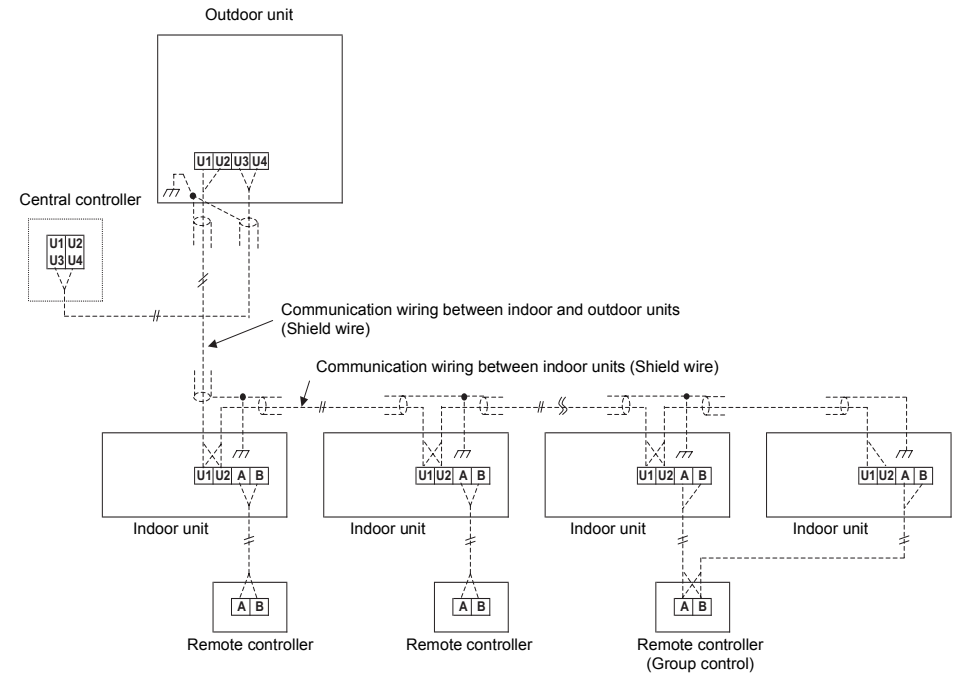 Outdoor unit
U1 U2 U3 U4
Central controller
U1 U2
U3 U4
Communication wiring between indoor and outdoor units
(Shield wire)
Communication wiring between indoor units (Shield wire)
U1 U2 A B
U1 U2 A B
U1 U2 A B
U1 U2 A B
Indoor unit
Indoor unit
Indoor unit
Indoor unit
A B
A B
A B
Remote controller
Remote controller
Remote controller
(Group control)